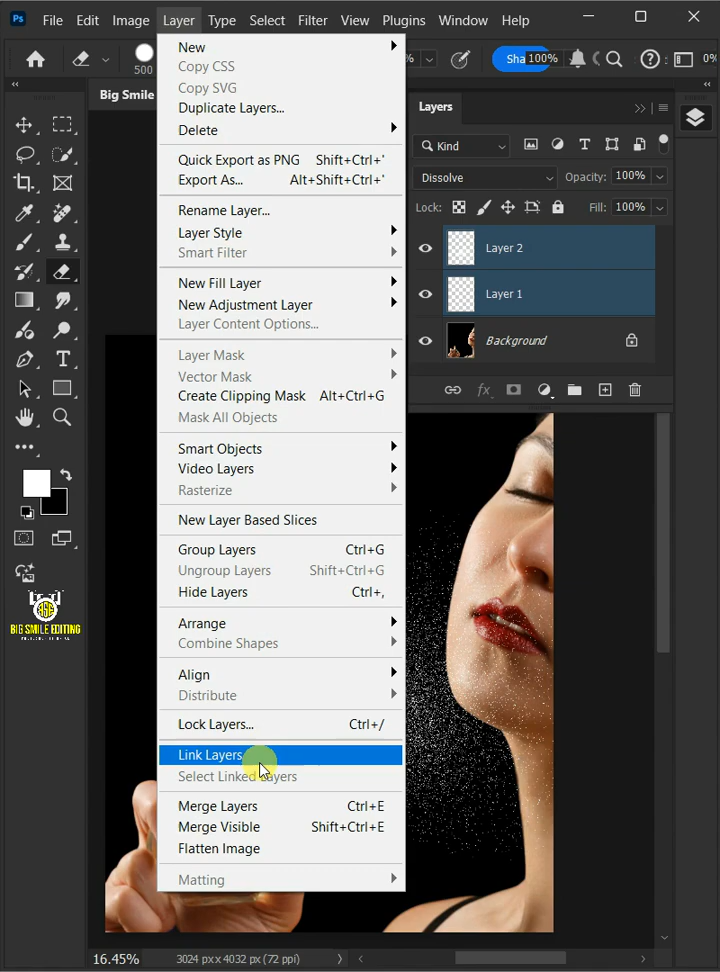 Ps File Edit Image Layer Type Select Filter View Plugins Window Help
500
%
Sha 100%
0%
Big Smile
New
Copy CSS
Copy SVG
Duplicate Layers...
Delete
Quick Export as PNG Shift+Ctrl+'
Export As... Alt+Shift+Ctrl+'
Rename Layer...
Layer Style
Smart Filter
New Fill Layer
New Adjustment Layer
Layer Content Options...
Layer Mask
Vector Mask
Create Clipping Mask Alt+Ctrl+G
Mask All Objects
Smart Objects
Video Layers
Rasterize
New Layer Based Slices
Group Layers Ctrl+G
Ungroup Layers Shift+Ctrl+G
Hide Layers Ctrl+,
Arrange
Combine Shapes
Align
Distribute
Lock Layers... Ctrl+/
Link Layers
Select Linked Layers
Merge Layers Ctrl+E
Merge Visible Shift+Ctrl+E
Flatten Image
Matting
Layers
Kind
Dissolve Opacity: 100%
Lock: Fill: 100%
Layer 2
Layer 1
Background
fx
BIG SMILE EDITING
16.45% 3024 px x 4032 px (72 ppi)